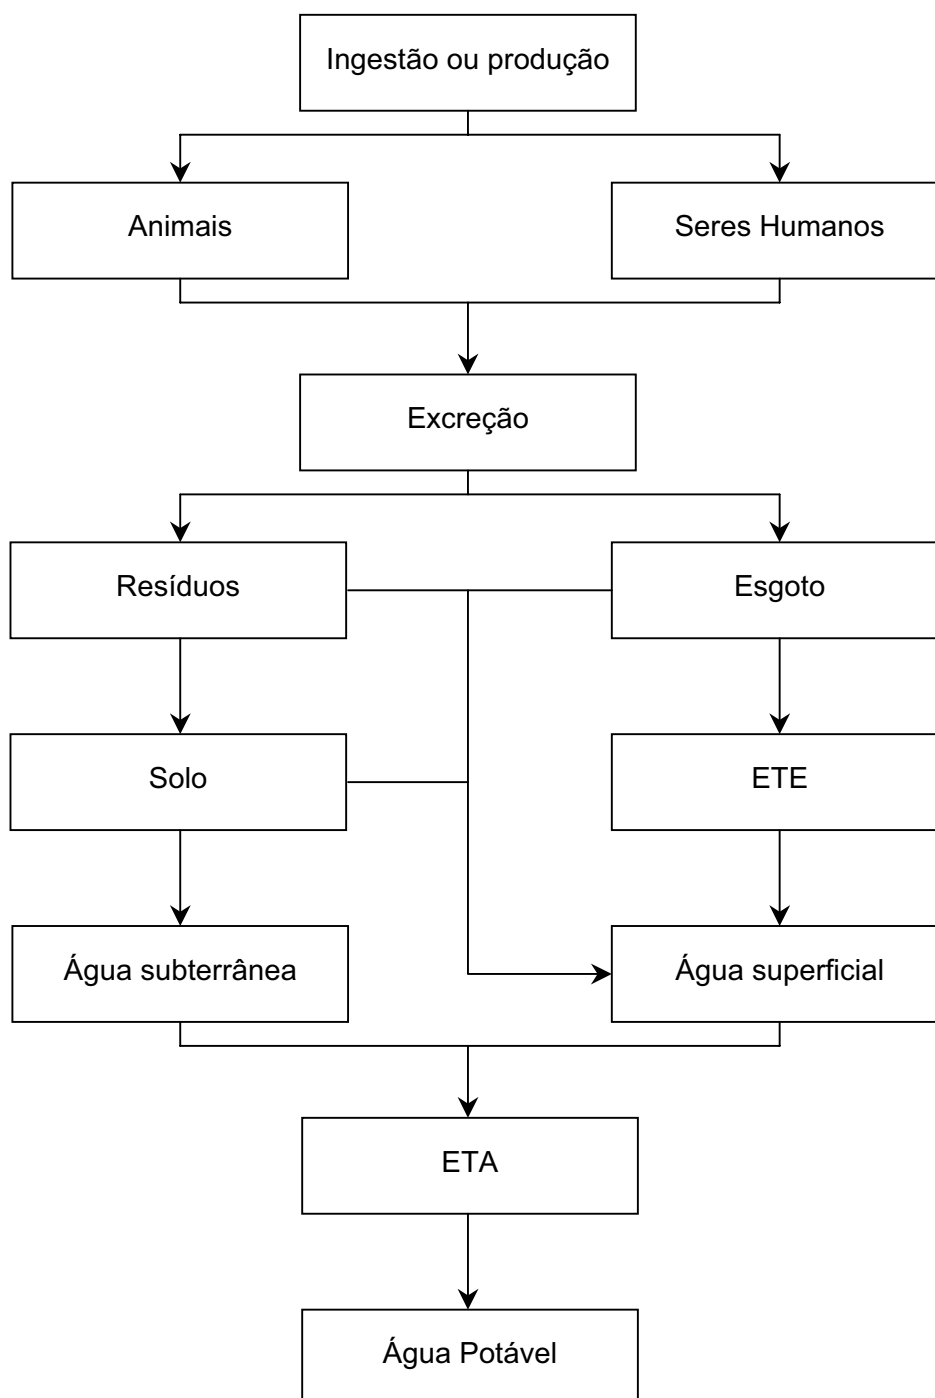 Ingestão ou produção
Animais
Seres Humanos
Excreção
Resíduos
Esgoto
Solo
ETE
Água subterrânea
Água superficial
ETA
Água Potável